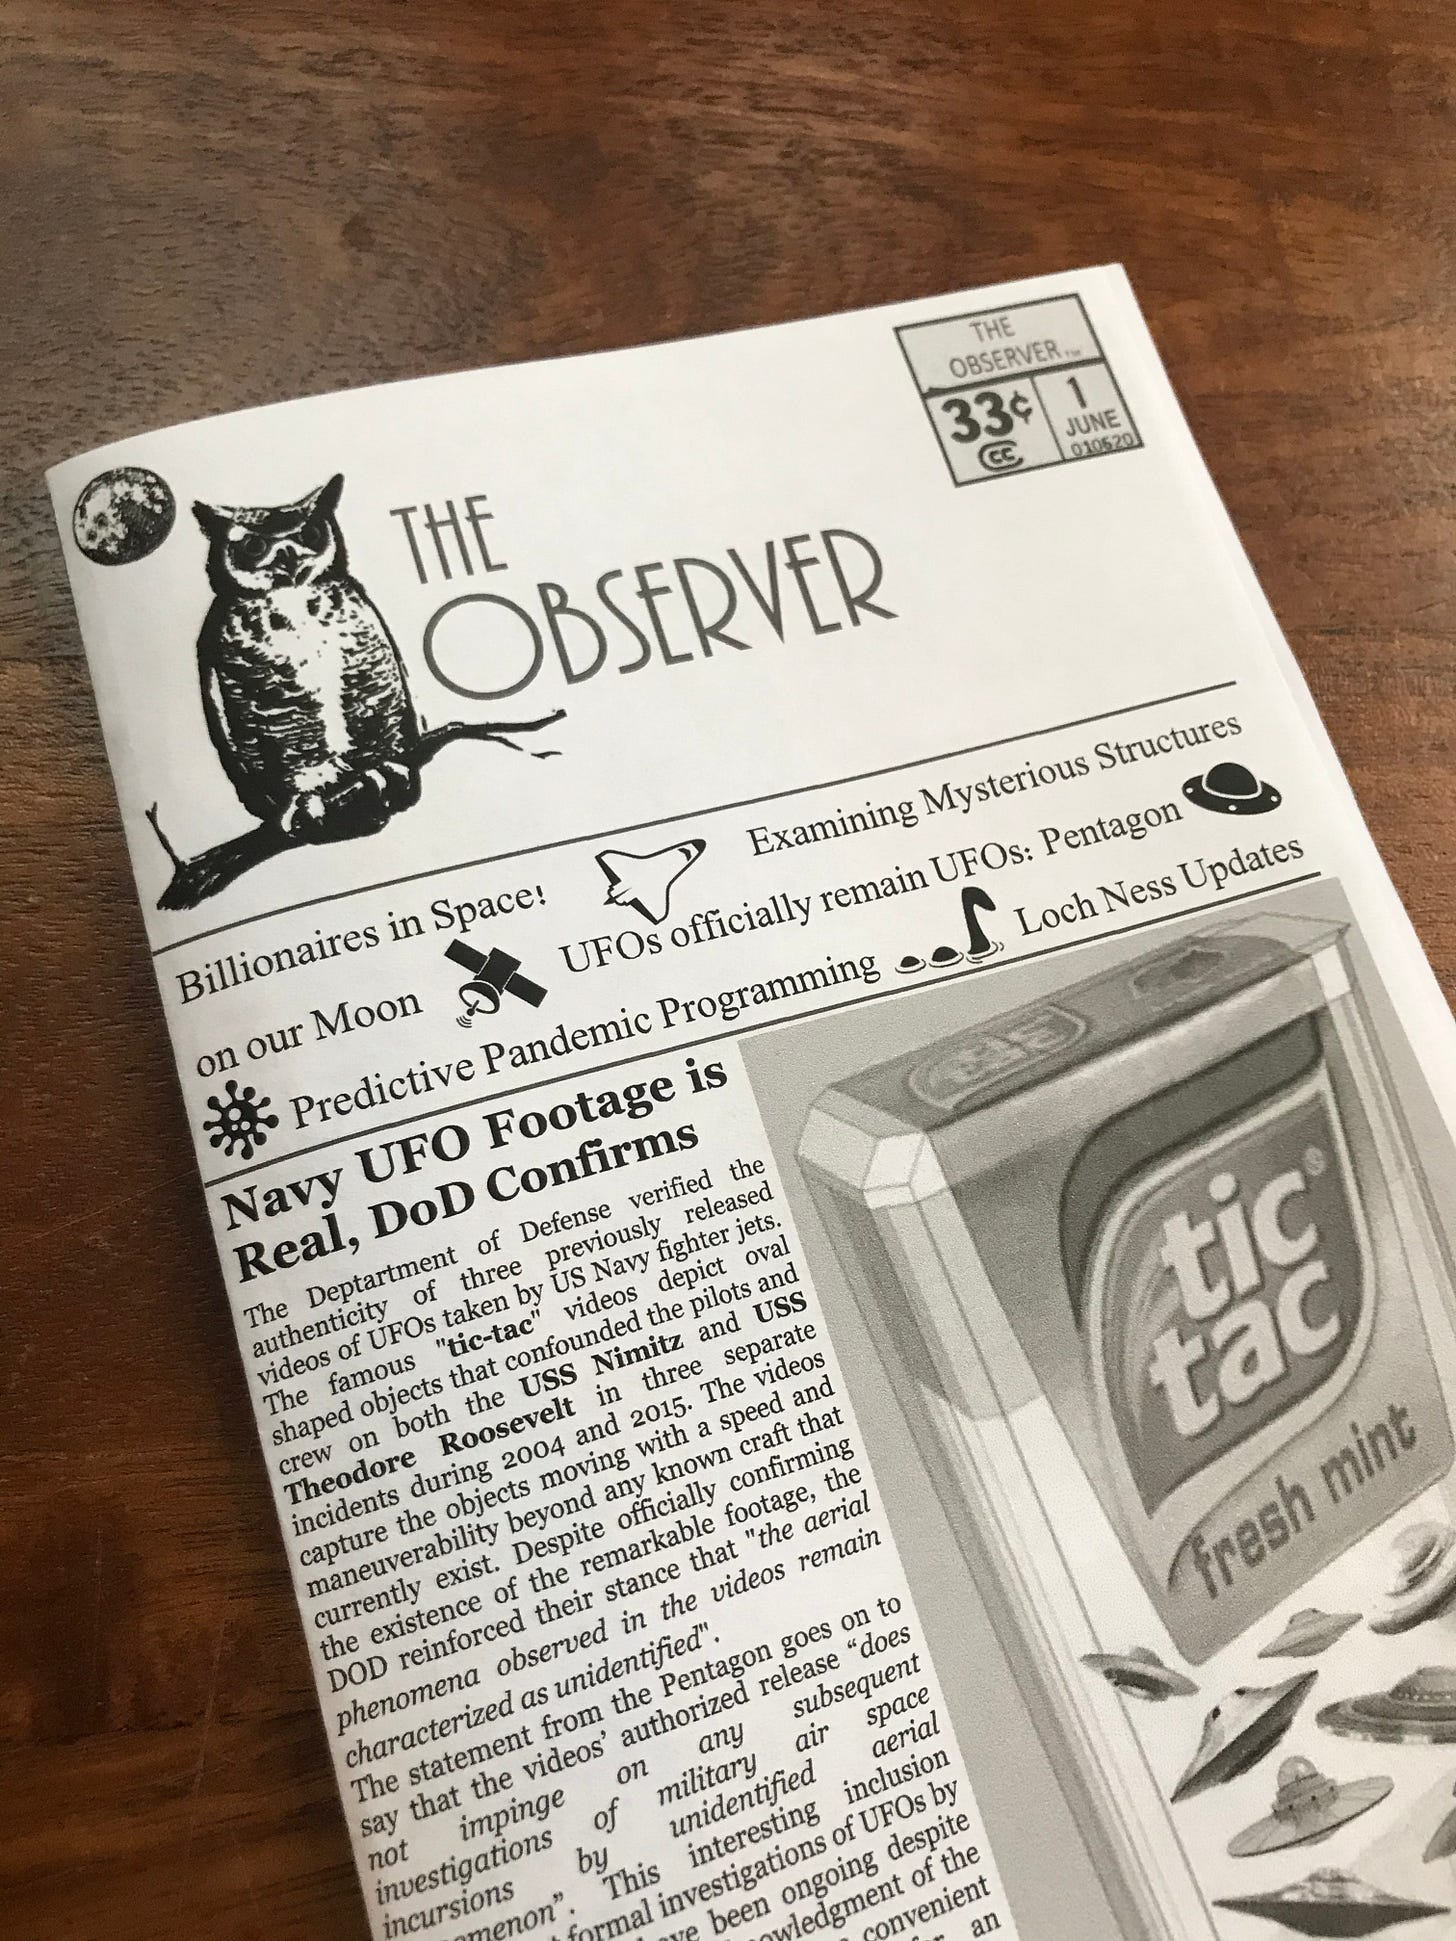 THE
OBSERVER™
33¢
CC
1
JUNE
010620
THE
OBSERVER
Billionaires in Space! Examining Mysterious Structures
on our Moon UFOs officially remain UFOs: Pentagon
Predictive Pandemic Programming Loch Ness Updates
Navy UFO Footage is
Real, DoD Confirms
The Deptartment of Defense verified the
authenticity of three previously released
videos of UFOs taken by US Navy fighter jets.
The famous "tic-tac" videos depict oval
shaped objects that confounded the pilots and
crew on both the USS Nimitz and USS
Theodore Roosevelt in three separate
incidents during 2004 and 2015. The videos
capture the objects moving with a speed and
maneuverability beyond any known craft that
currently exist. Despite officially confirming
the existence of the remarkable footage, the
DOD reinforced their stance that "the aerial
phenomena observed in the videos remain
characterized as unidentified".
The statement from the Pentagon goes on to
say that the videos' authorized release “does
not impinge on any subsequent
investigations of military air space
incursions by unidentified aerial
omenon”. This interesting inclusion
formal investigations of UFOs by
ve been ongoing despite
owledgment of the
convenient
an
tic
tac®
fresh mint